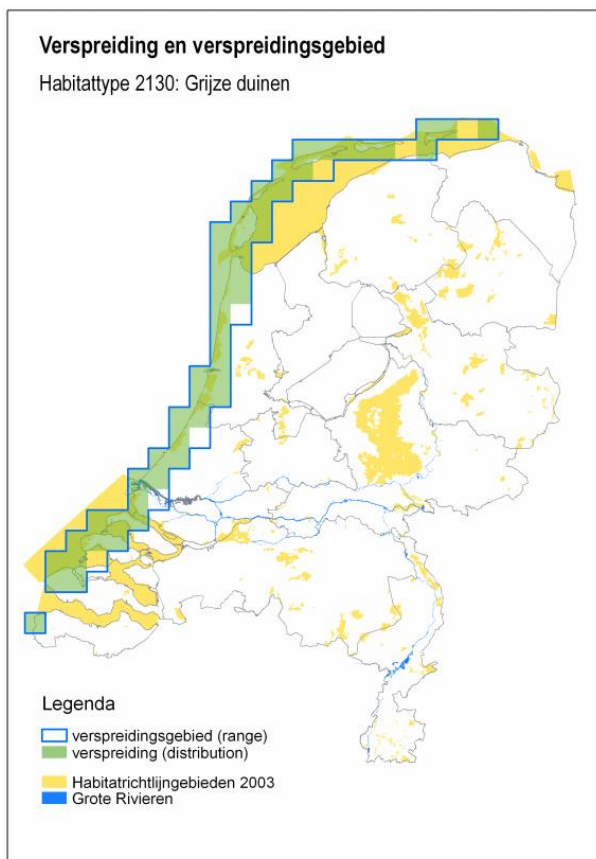 Verspreiding en verspreidingsgebied
Habitattype 2130: Grijze duinen
Legenda
verspreidingsgebied (range)
verspreiding (distribution)
Habitatrichtlijngebieden 2003
Grote Rivieren